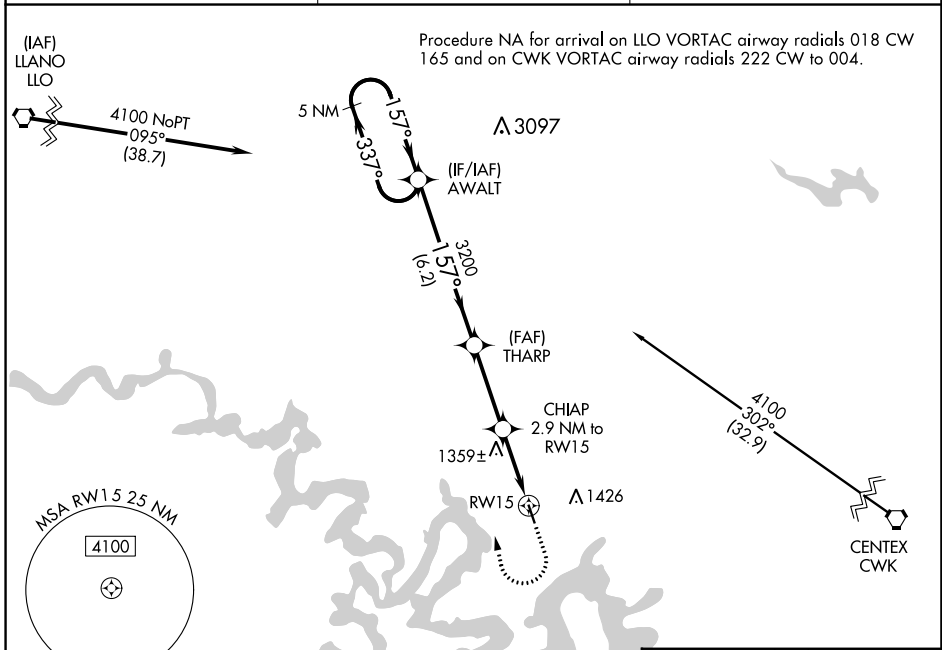 Procedure NA for arrival on LLO VORTAC airway radials 018 CW
165 and on CWK VORTAC airway radials 222 CW to 004.
(IAF)
LLANO
LLO
4100 NoPT
095°
(38.7)
5 NM
157°
337°
3097
(IF/IAF)
AWALT
3200
157°
(6.2)
(FAF)
THARP
CHIAP
2.9 NM to
RW15
1359±
RW15
1426
4100
302°
(32.9)
CENTEX
CWK
MSA RW15 25 NM
4100